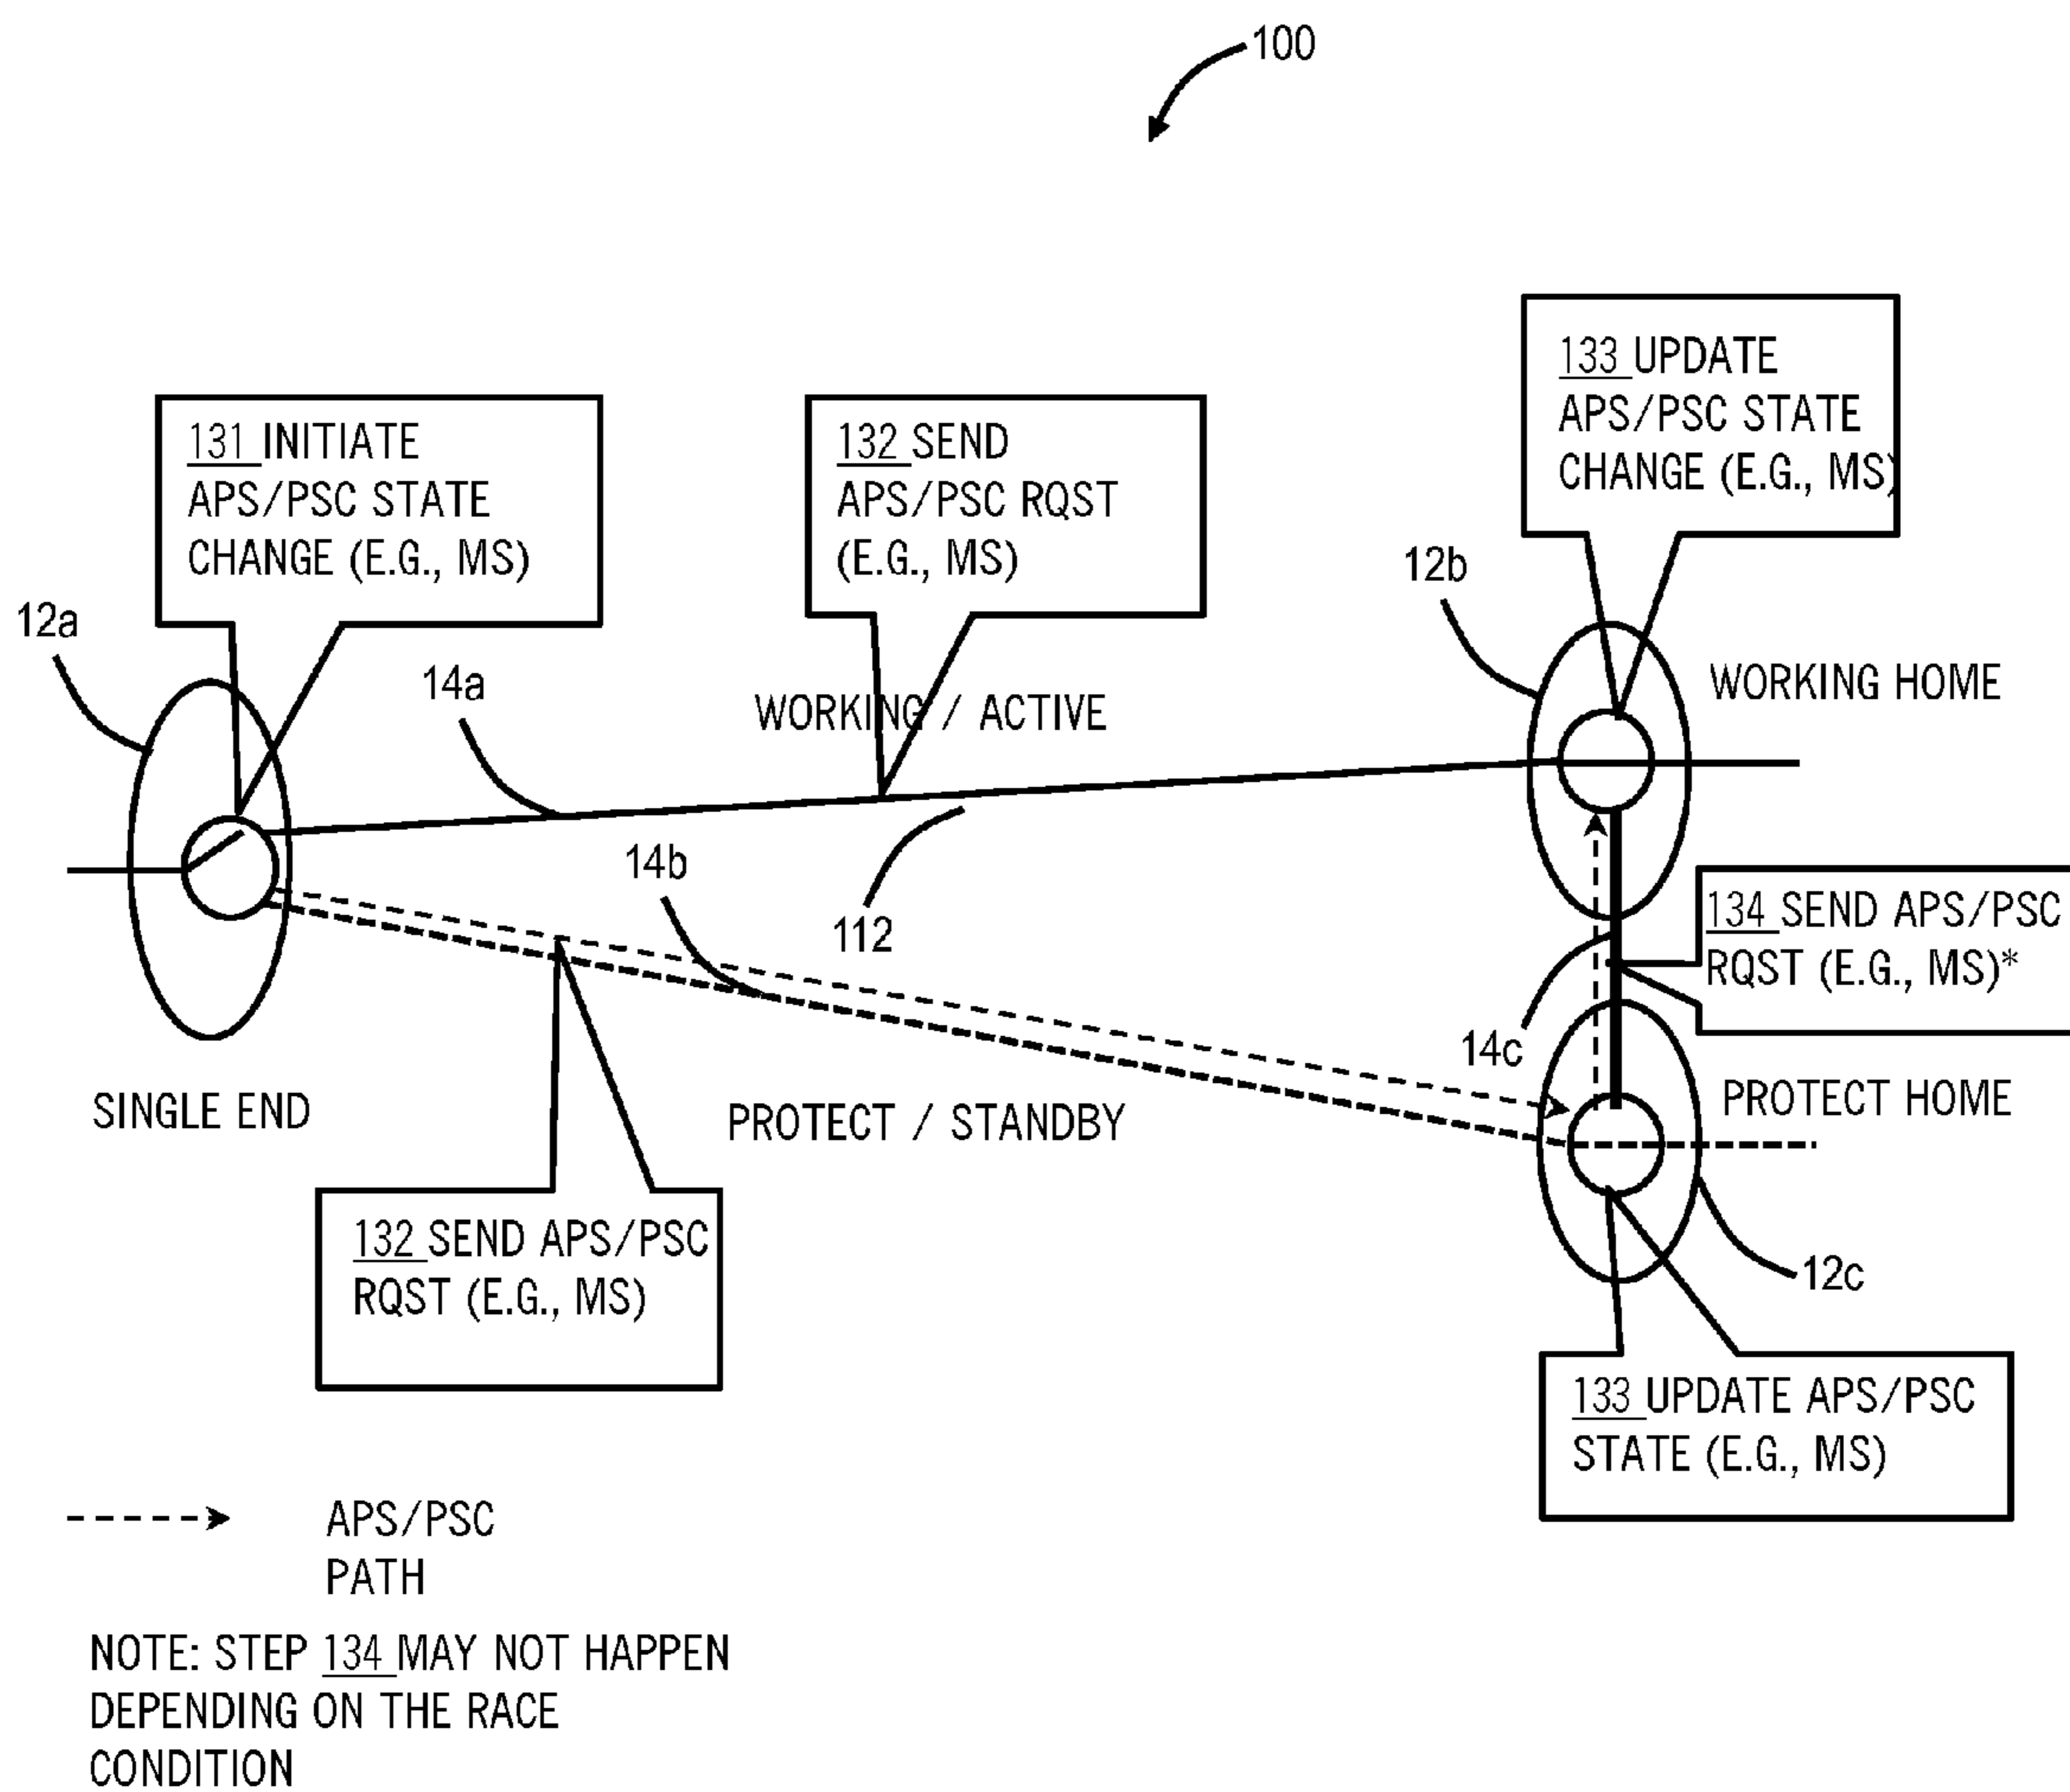 100
133 UPDATE
APS/PSC STATE
CHANGE (E.G., MS)
131 INITIATE
APS/PSC STATE
CHANGE (E.G., MS)
132 SEND
APS/PSC RQST
(E.G., MS)
12b
12a
14a
WORKING / ACTIVE
WORKING HOME
14b
112
134 SEND APS/PSC
RQST (E.G., MS)*
14c
SINGLE END
PROTECT / STANDBY
PROTECT HOME
132 SEND APS/PSC
RQST (E.G., MS)
12c
133 UPDATE APS/PSC
STATE (E.G., MS)
APS/PSC
PATH
NOTE: STEP 134 MAY NOT HAPPEN
DEPENDING ON THE RACE
CONDITION